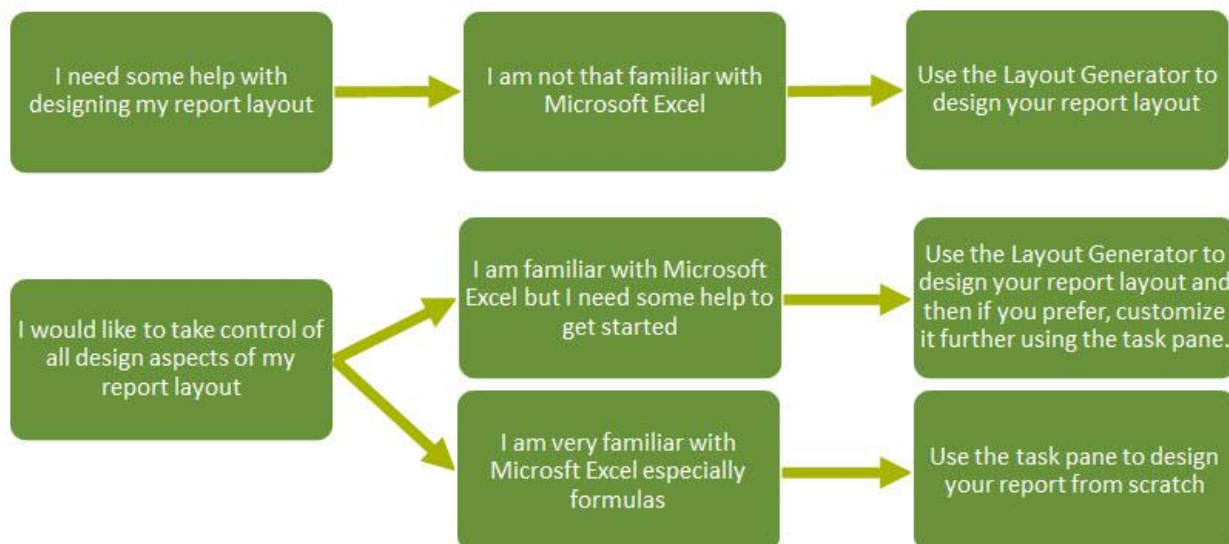 I need some help with
designing my report layout
I am not that familiar with
Microsoft Excel
Use the Layout Generator to
design your report layout
I would like to take control of
all design aspects of my
report layout
I am familiar with Microsoft
Excel but I need some help to
get started
Use the Layout Generator to
design your report layout and
then if you prefer, customize
it further using the task pane.
I am very familiar with
Microsft Excel especially
formulas
Use the task pane to design
your report from scratch